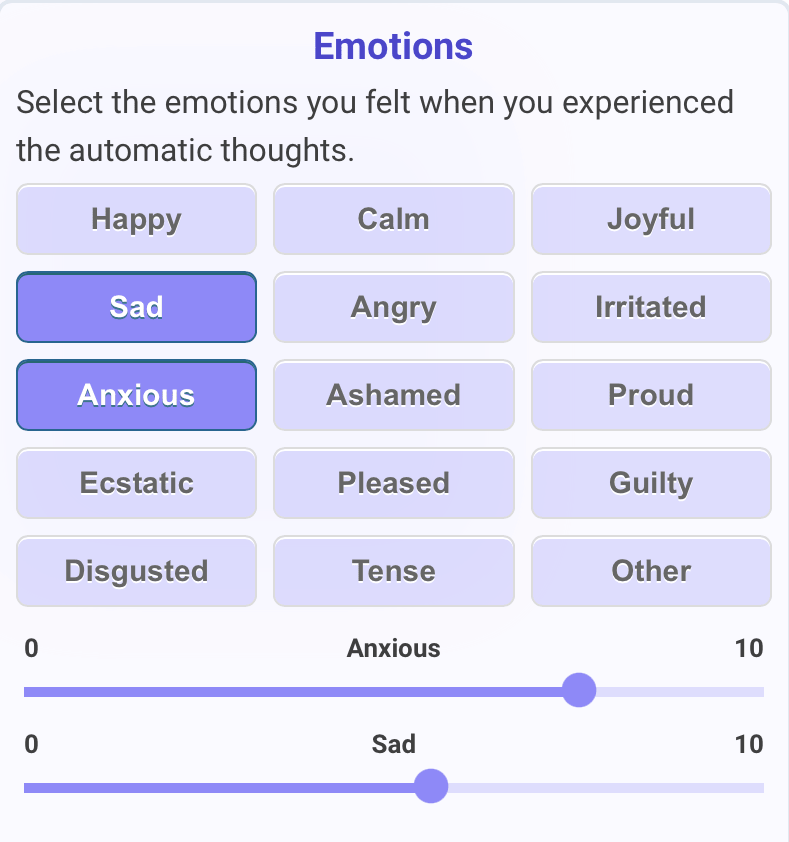 Emotions
Select the emotions you felt when you experienced
the automatic thoughts.
Happy Calm Joyful
Sad Angry Irritated
Anxious Ashamed Proud
Ecstatic Pleased Guilty
Disgusted Tense Other
0 Anxious 10
0 Sad 10